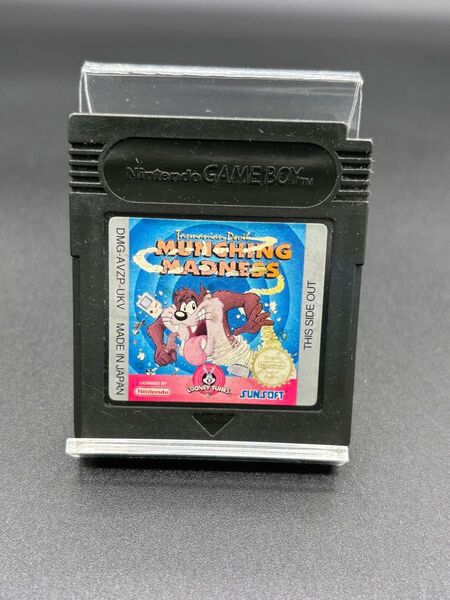 Nintendo GAME BOY TM
Tasmanian Devil
MUNCHING
MADNESS
DMG-AVZP-UKV MADE IN JAPAN
THIS SIDE OUT
LICENSED BY
Nintendo
LOONEY TUNES
SUNSOFT